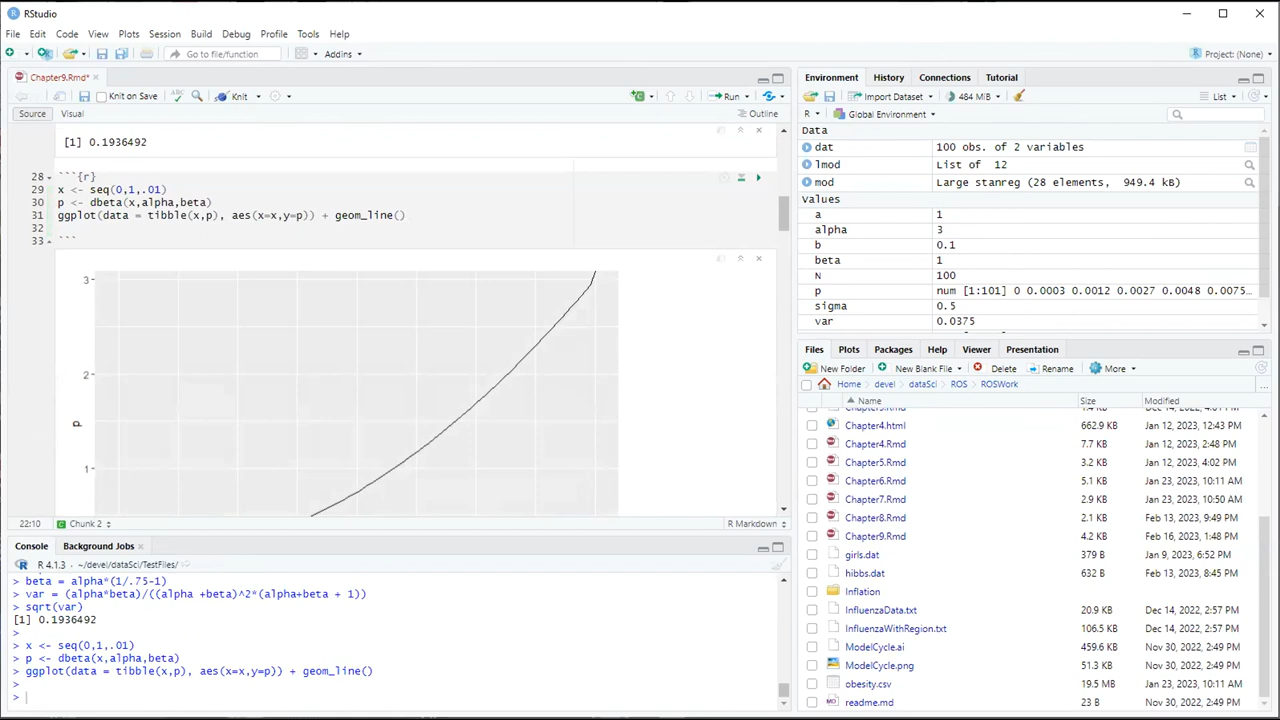 RStudio
File Edit Code View Plots Session Build Debug Profile Tools Help
Go to file/function Addins Project: (None)
Chapter9.Rmd*
Knit on Save ABC Knit Run
Source Visual Outline
[1] 0.1936492
28 ```{r}
29 x <- seq(0,1,.01)
30 p <- dbeta(x,alpha,beta)
31 ggplot(data = tibble(x,p), aes(x=x,y=p)) + geom_line()
32
33 ```
3
2
p
1
22:10 Chunk 2 R Markdown
Console Background Jobs
R 4.1.3 · ~/devel/dataSci/TestFiles/
> beta = alpha*(1/.75-1)
> var = (alpha*beta)/((alpha +beta)^2*(alpha+beta + 1))
> sqrt(var)
[1] 0.1936492
>
> x <- seq(0,1,.01)
> p <- dbeta(x,alpha,beta)
> ggplot(data = tibble(x,p), aes(x=x,y=p)) + geom_line()
>
>
Environment History Connections Tutorial
Import Dataset 484 MiB List
R Global Environment
Data
dat 100 obs. of 2 variables
lmod List of 12
mod Large stanreg (28 elements, 949.4 kB)
Values
a 1
alpha 3
b 0.1
beta 1
N 100
p num [1:101] 0 0.0003 0.0012 0.0027 0.0048 0.0075…
sigma 0.5
var 0.0375
Files Plots Packages Help Viewer Presentation
New Folder New Blank File Delete Rename More
Home devel dataSci ROS ROSWork ...
Name Size Modified
Chapter4.html 662.9 KB Jan 12, 2023, 12:43 PM
Chapter4.Rmd 7.7 KB Jan 12, 2023, 2:48 PM
Chapter5.Rmd 3.2 KB Jan 12, 2023, 4:02 PM
Chapter6.Rmd 5.1 KB Jan 23, 2023, 10:11 AM
Chapter7.Rmd 2.9 KB Jan 23, 2023, 10:50 AM
Chapter8.Rmd 2.1 KB Feb 13, 2023, 9:49 PM
Chapter9.Rmd 4.2 KB Feb 16, 2023, 1:48 PM
girls.dat 379 B Jan 9, 2023, 6:52 PM
hibbs.dat 632 B Feb 13, 2023, 8:45 PM
Inflation
InfluenzaData.txt 20.9 KB Dec 14, 2022, 2:57 PM
InfluenzaWithRegion.txt 106.5 KB Dec 14, 2022, 2:57 PM
ModelCycle.ai 459.6 KB Nov 30, 2022, 2:49 PM
ModelCycle.png 51.3 KB Nov 30, 2022, 2:49 PM
obesity.csv 19.5 MB Jan 23, 2023, 10:11 AM
readme.md 23 B Nov 30, 2022, 2:49 PM